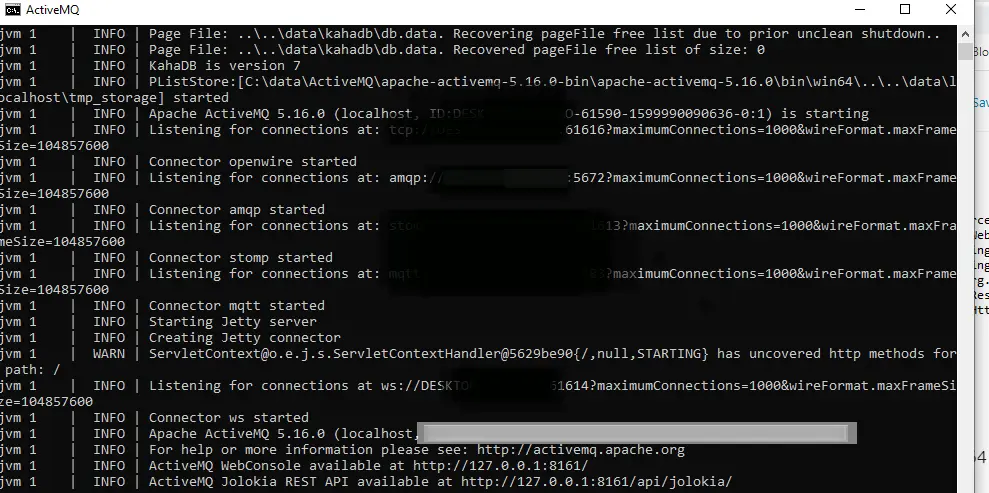 ActiveMQ
jvm 1    | INFO | Page File: ..\..\data\kahadb\db.data. Recovering pageFile free list due to prior unclean shutdown..
jvm 1    | INFO | Page File: ..\..\data\kahadb\db.data. Recovered pageFile free list of size: 0
jvm 1    | INFO | KahaDB is version 7
jvm 1    | INFO | PListStore:[C:\data\ActiveMQ\apache-activemq-5.16.0-bin\apache-activemq-5.16.0\bin\win64\..\..\data\l
ocalhost\tmp_storage] started
jvm 1    | INFO | Apache ActiveMQ 5.16.0 (localhost, ID:DES -61590-1599990090636-0:1) is starting
jvm 1    | INFO | Listening for connections at: tcp:/ 61616?maximumConnections=1000&wireFormat.maxFrame
Size=104857600
jvm 1    | INFO | Connector openwire started
jvm 1    | INFO | Listening for connections at: amqp:// :5672?maximumConnections=1000&wireFormat.maxFrame
Size=104857600
jvm 1    | INFO | Connector amqp started
jvm 1    | INFO | Listening for connections at: 613?maximumConnections=1000&wireFormat.maxFra
meSize=104857600
jvm 1    | INFO | Connector stomp started
jvm 1    | INFO | Listening for connections at: mqtt 83?maximumConnections=1000&wireFormat.maxFrame
Size=104857600
jvm 1    | INFO | Connector mqtt started
jvm 1    | INFO | Starting Jetty server
jvm 1    | INFO | Creating Jetty connector
jvm 1    | WARN | ServletContext@o.e.j.s.ServletContextHandler@5629be90{/,null,STARTING} has uncovered http methods for
 path: /
jvm 1    | INFO | Listening for connections at ws://DESKTO 61614?maximumConnections=1000&wireFormat.maxFrameSi
ze=104857600
jvm 1    | INFO | Connector ws started
jvm 1    | INFO | Apache ActiveMQ 5.16.0 (localhost,
jvm 1    | INFO | For help or more information please see: http://activemq.apache.org
jvm 1    | INFO | ActiveMQ WebConsole available at http://127.0.0.1:8161/
jvm 1    | INFO | ActiveMQ Jolokia REST API available at http://127.0.0.1:8161/api/jolokia/